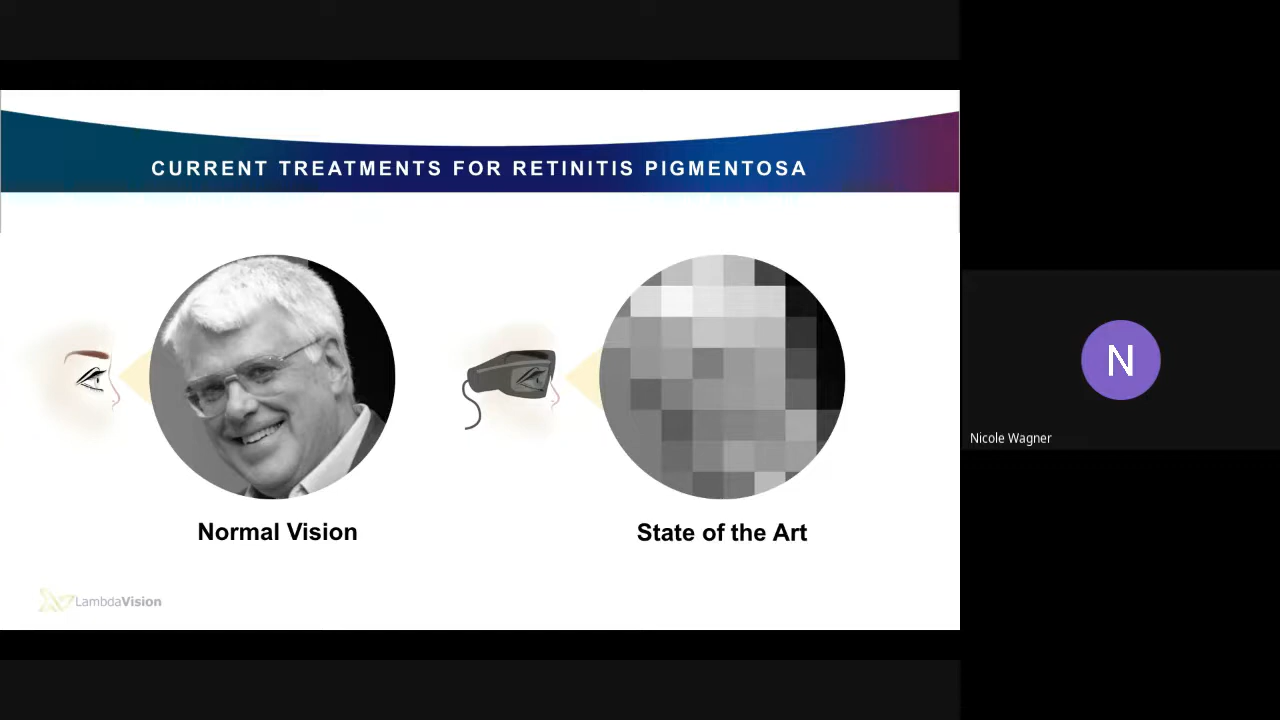 CURRENT TREATMENTS FOR RETINITIS PIGMENTOSA
Normal Vision
State of the Art
LambdaVision
N
Nicole Wagner